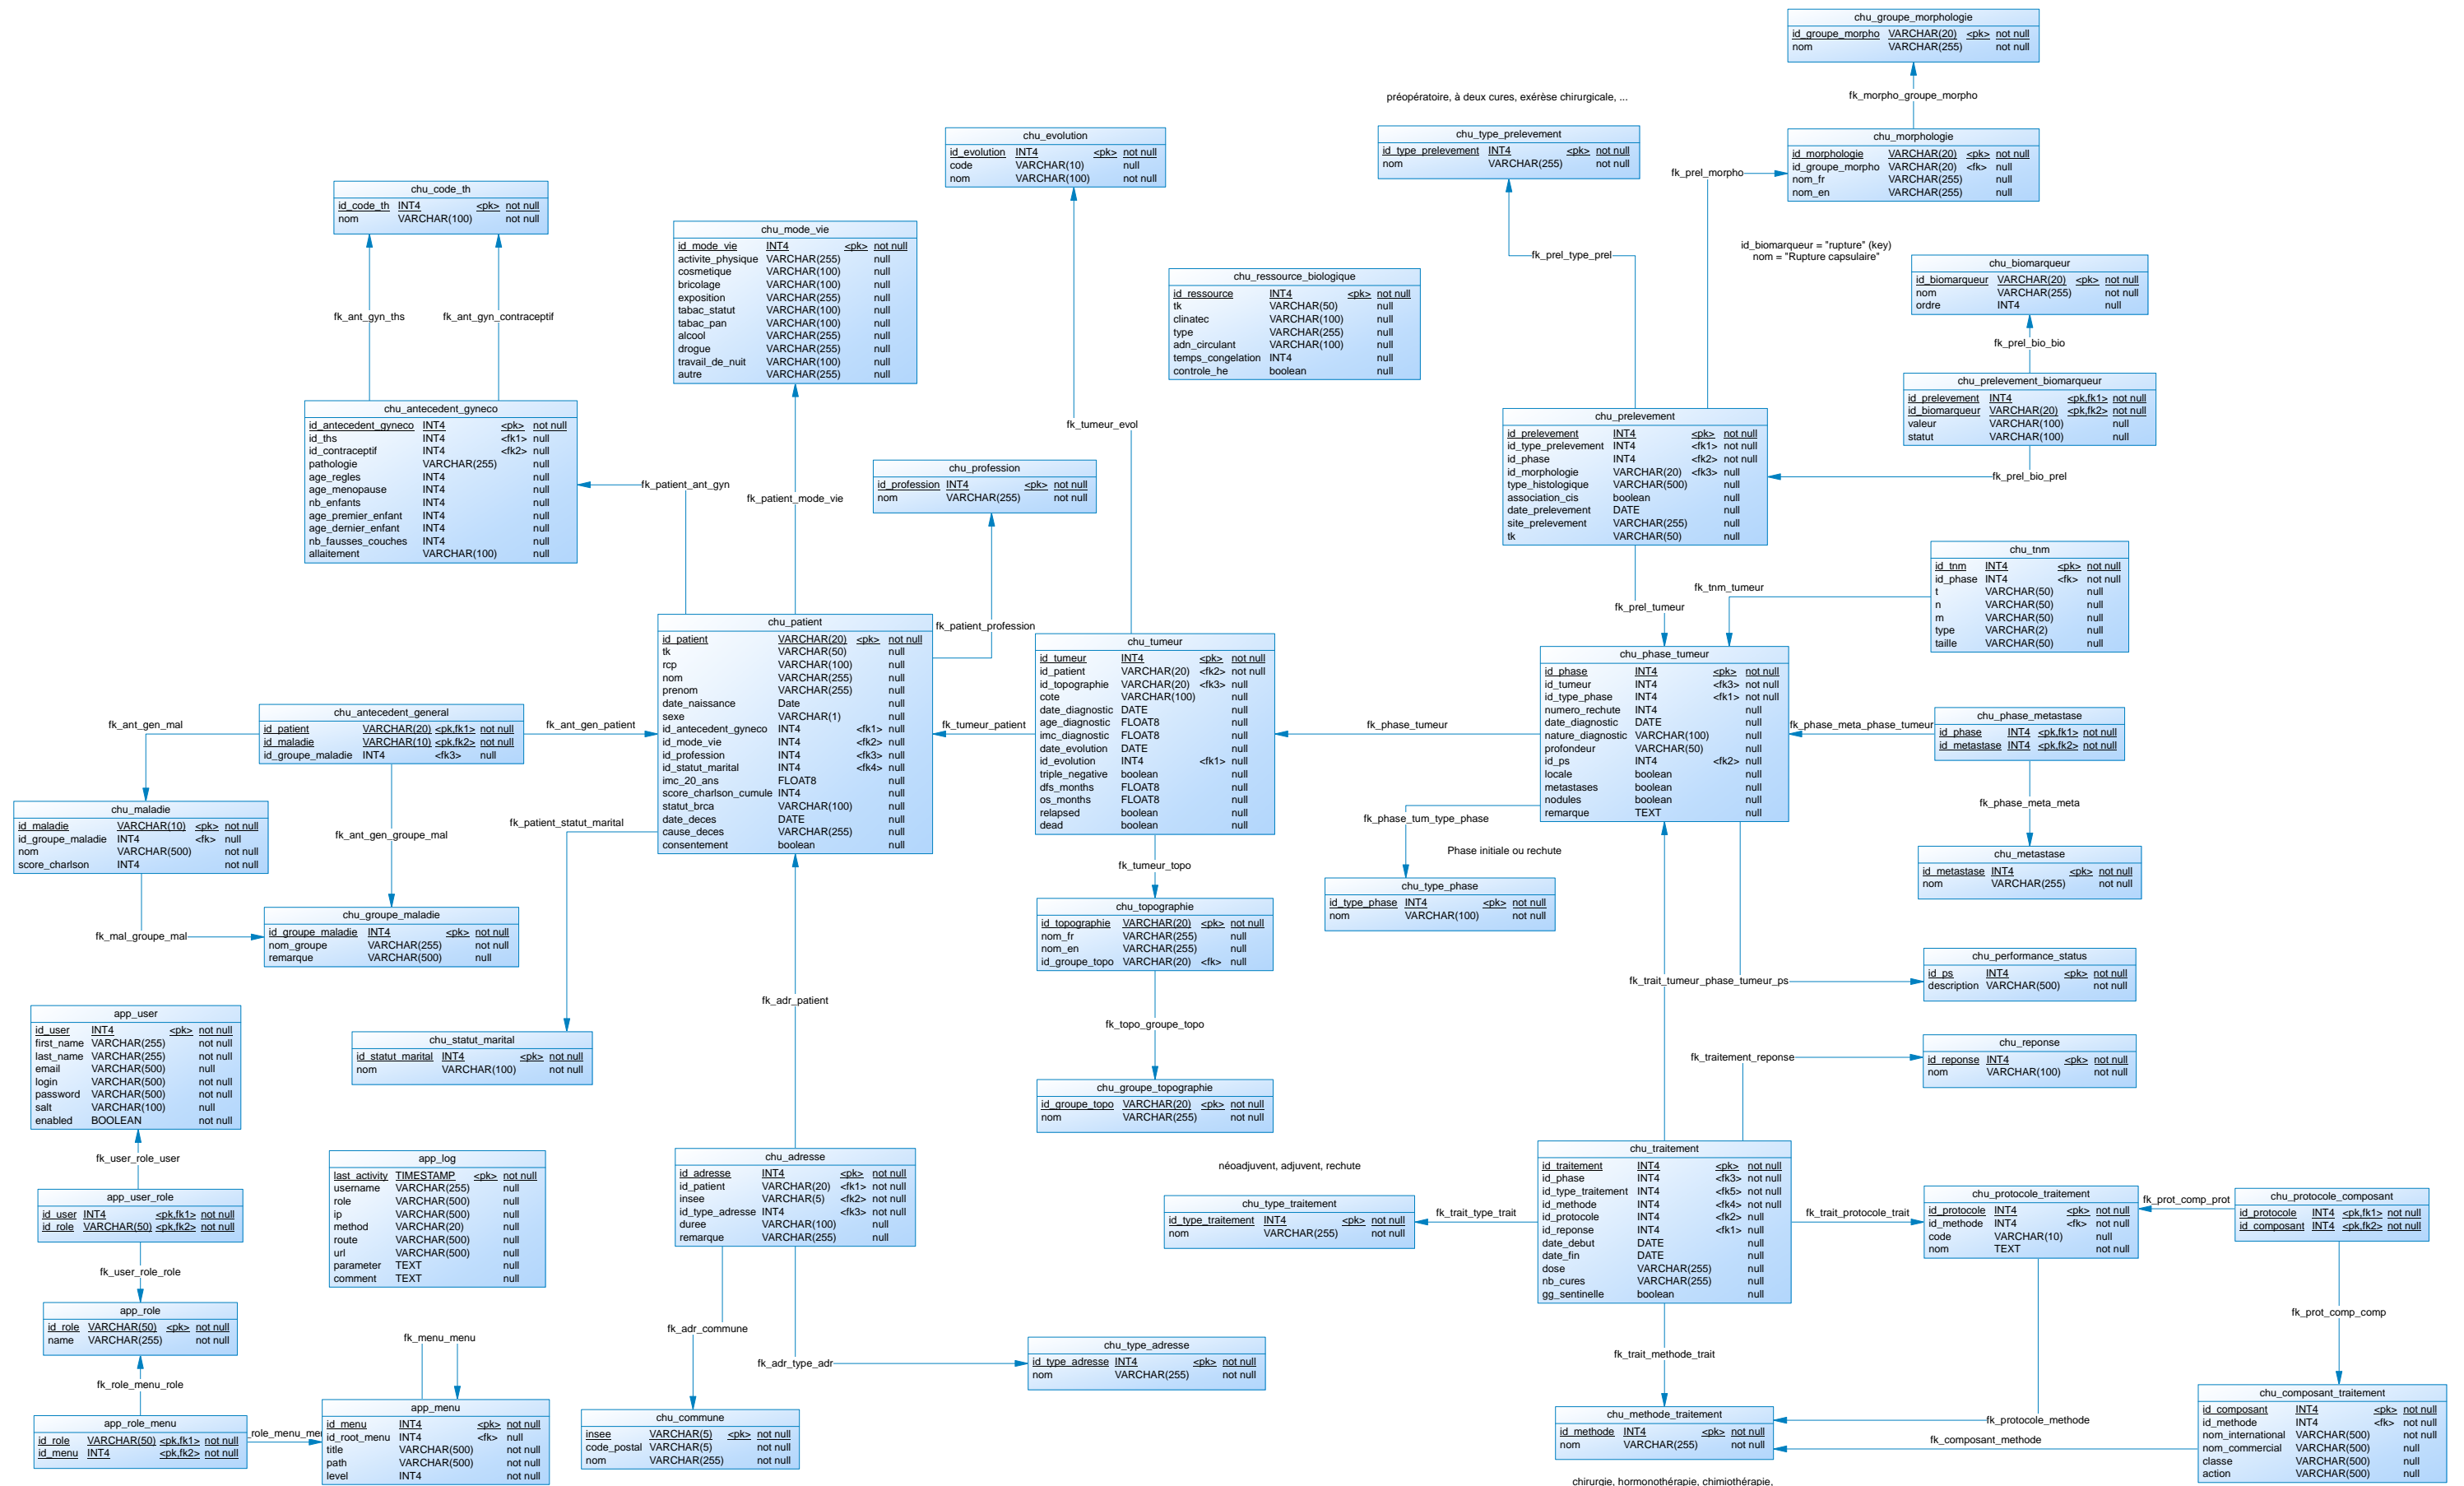 chu_groupe_morphologie
id_groupe_morpho VARCHAR(20) <pk> not null
nom VARCHAR(255) not null
fk_morpho_groupe_morpho
préopératoire, à deux cures, exérèse chirurgicale, ...
chu_type_prelevement
id_type_prelevement INT4 <pk> not null
nom VARCHAR(255) not null
chu_morphologie
id_morphologie VARCHAR(20) <pk> not null
id_groupe_morpho VARCHAR(20) <fk> null
nom_fr VARCHAR(255) null
nom_en VARCHAR(255) null
fk_prel_morpho
chu_evolution
id_evolution INT4 <pk> not null
code VARCHAR(10) null
nom VARCHAR(100) not null
chu_code_th
id_code_th INT4 <pk> not null
nom VARCHAR(100) not null
fk_ant_gyn_ths
fk_ant_gyn_contraceptif
chu_mode_vie
id_mode_vie INT4 <pk> not null
activite_physique VARCHAR(255) null
cosmetique VARCHAR(100) null
bricolage VARCHAR(100) null
exposition VARCHAR(255) null
tabac_statut VARCHAR(100) null
tabac_pan VARCHAR(100) null
alcool VARCHAR(255) null
drogue VARCHAR(255) null
travail_de_nuit VARCHAR(100) null
autre VARCHAR(255) null
fk_prel_type_prel
chu_ressource_biologique
id_ressource INT4 <pk> not null
tk VARCHAR(50) null
clinatec VARCHAR(100) null
type VARCHAR(255) null
adn_circulant VARCHAR(100) null
temps_congelation INT4 null
controle_he boolean null
id_biomarqueur = "rupture" (key)
nom = "Rupture capsulaire"
chu_biomarqueur
id_biomarqueur VARCHAR(20) <pk> not null
nom VARCHAR(255) not null
ordre INT4 null
fk_prel_bio_bio
chu_prelevement_biomarqueur
id_prelevement INT4 <pk,fk1> not null
id_biomarqueur VARCHAR(20) <pk,fk2> not null
valeur VARCHAR(100) null
statut VARCHAR(100) null
fk_prel_bio_prel
chu_antecedent_gyneco
id_antecedent_gyneco INT4 <pk> not null
id_ths INT4 <fk1> null
id_contraceptif INT4 <fk2> null
pathologie VARCHAR(255) null
age_regles INT4 null
age_menopause INT4 null
nb_enfants INT4 null
age_premier_enfant INT4 null
age_dernier_enfant INT4 null
nb_fausses_couches INT4 null
allaitement VARCHAR(100) null
fk_patient_ant_gyn
fk_patient_mode_vie
fk_tumeur_evol
chu_profession
id_profession INT4 <pk> not null
nom VARCHAR(255) not null
fk_patient_profession
chu_prelevement
id_prelevement INT4 <pk> not null
id_type_prelevement INT4 <fk1> not null
id_phase INT4 <fk2> not null
id_morphologie VARCHAR(20) <fk3> null
type_histologique VARCHAR(500) null
association_cis boolean null
date_prelevement DATE null
site_prelevement VARCHAR(255) null
tk VARCHAR(50) null
chu_tnm
id_tnm INT4 <pk> not null
id_phase INT4 <fk> not null
t VARCHAR(50) null
n VARCHAR(50) null
m VARCHAR(50) null
type VARCHAR(2) null
taille VARCHAR(50) null
fk_tnm_tumeur
fk_prel_tumeur
chu_patient
id_patient VARCHAR(20) <pk> not null
tk VARCHAR(50) null
rcp VARCHAR(100) null
nom VARCHAR(255) null
prenom VARCHAR(255) null
date_naissance Date null
sexe VARCHAR(1) null
id_antecedent_gyneco INT4 <fk1> null
id_mode_vie INT4 <fk2> null
id_profession INT4 <fk3> null
id_statut_marital INT4 <fk4> null
imc_20_ans FLOAT8 null
score_charlson_cumule INT4 null
statut_brca VARCHAR(100) null
date_deces DATE null
cause_deces VARCHAR(255) null
consentement boolean null
chu_tumeur
id_tumeur INT4 <pk> not null
id_patient VARCHAR(20) <fk2> not null
id_topographie VARCHAR(20) <fk3> null
cote VARCHAR(100) null
date_diagnostic DATE null
age_diagnostic FLOAT8 null
imc_diagnostic FLOAT8 null
date_evolution DATE null
id_evolution INT4 <fk1> null
triple_negative boolean null
dfs_months FLOAT8 null
os_months FLOAT8 null
relapsed boolean null
dead boolean null
chu_phase_tumeur
id_phase INT4 <pk> not null
id_tumeur INT4 <fk3> not null
id_type_phase INT4 <fk1> not null
numero_rechute INT4 null
date_diagnostic DATE null
nature_diagnostic VARCHAR(100) null
profondeur VARCHAR(50) null
id_ps INT4 <fk2> null
locale boolean null
metastases boolean null
nodules boolean null
remarque TEXT null
fk_phase_meta_phase_tumeur
chu_phase_metastase
id_phase INT4 <pk,fk1> not null
id_metastase INT4 <pk,fk2> not null
fk_phase_meta_meta
chu_metastase
id_metastase INT4 <pk> not null
nom VARCHAR(255) not null
fk_ant_gen_mal
chu_antecedent_general
id_patient VARCHAR(20) <pk,fk1> not null
id_maladie VARCHAR(10) <pk,fk2> not null
id_groupe_maladie INT4 <fk3> null
fk_ant_gen_patient
fk_tumeur_patient
fk_phase_tumeur
chu_maladie
id_maladie VARCHAR(10) <pk> not null
id_groupe_maladie INT4 <fk> null
nom VARCHAR(500) not null
score_charlson INT4 not null
fk_ant_gen_groupe_mal
fk_patient_statut_marital
fk_phase_tum_type_phase
Phase initiale ou rechute
fk_tumeur_topo
chu_type_phase
id_type_phase INT4 <pk> not null
nom VARCHAR(100) not null
chu_groupe_maladie
id_groupe_maladie INT4 <pk> not null
nom_groupe VARCHAR(255) not null
remarque VARCHAR(500) null
fk_mal_groupe_mal
chu_topographie
id_topographie VARCHAR(20) <pk> not null
nom_fr VARCHAR(255) null
nom_en VARCHAR(255) null
id_groupe_topo VARCHAR(20) <fk> null
fk_trait_tumeur_phase_tumeur_ps
chu_performance_status
id_ps INT4 <pk> not null
description VARCHAR(500) not null
fk_adr_patient
fk_topo_groupe_topo
app_user
id_user INT4 <pk> not null
first_name VARCHAR(255) not null
last_name VARCHAR(255) not null
email VARCHAR(500) null
login VARCHAR(500) not null
password VARCHAR(500) not null
salt VARCHAR(100) null
enabled BOOLEAN not null
chu_statut_marital
id_statut_marital INT4 <pk> not null
nom VARCHAR(100) not null
fk_traitement_reponse
chu_reponse
id_reponse INT4 <pk> not null
nom VARCHAR(100) not null
chu_groupe_topographie
id_groupe_topo VARCHAR(20) <pk> not null
nom VARCHAR(255) not null
fk_user_role_user
app_log
last_activity TIMESTAMP <pk> not null
username VARCHAR(255) null
role VARCHAR(500) null
ip VARCHAR(500) null
method VARCHAR(20) null
route VARCHAR(500) null
url VARCHAR(500) null
parameter TEXT null
comment TEXT null
chu_adresse
id_adresse INT4 <pk> not null
id_patient VARCHAR(20) <fk1> not null
insee VARCHAR(5) <fk2> not null
id_type_adresse INT4 <fk3> not null
duree VARCHAR(100) null
remarque VARCHAR(255) null
néoadjuvent, adjuvent, rechute
chu_type_traitement
id_type_traitement INT4 <pk> not null
nom VARCHAR(255) not null
fk_trait_type_trait
chu_traitement
id_traitement INT4 <pk> not null
id_phase INT4 <fk3> not null
id_type_traitement INT4 <fk5> not null
id_methode INT4 <fk4> not null
id_protocole INT4 <fk2> null
id_reponse INT4 <fk1> null
date_debut DATE null
date_fin DATE null
dose VARCHAR(255) null
nb_cures VARCHAR(255) null
gg_sentinelle boolean null
fk_trait_protocole_trait
chu_protocole_traitement
id_protocole INT4 <pk> not null
id_methode INT4 <fk> not null
code VARCHAR(10) null
nom TEXT not null
fk_prot_comp_prot
chu_protocole_composant
id_protocole INT4 <pk,fk1> not null
id_composant INT4 <pk,fk2> not null
app_user_role
id_user INT4 <pk,fk1> not null
id_role VARCHAR(50) <pk,fk2> not null
fk_user_role_role
app_role
id_role VARCHAR(50) <pk> not null
name VARCHAR(255) not null
fk_menu_menu
fk_adr_commune
fk_adr_type_adr
chu_type_adresse
id_type_adresse INT4 <pk> not null
nom VARCHAR(255) not null
fk_trait_methode_trait
fk_prot_comp_comp
fk_role_menu_role
app_role_menu
id_role VARCHAR(50) <pk,fk1> not null
id_menu INT4 <pk,fk2> not null
_role_menu_me
app_menu
id_menu INT4 <pk> not null
id_root_menu INT4 <fk> null
title VARCHAR(500) not null
path VARCHAR(500) not null
level INT4 not null
chu_commune
insee VARCHAR(5) <pk> not null
code_postal VARCHAR(5) not null
nom VARCHAR(255) not null
chu_methode_traitement
id_methode INT4 <pk> not null
nom VARCHAR(255) not null
fk_protocole_methode
fk_composant_methode
chu_composant_traitement
id_composant INT4 <pk> not null
id_methode INT4 <fk> not null
nom_international VARCHAR(500) not null
nom_commercial VARCHAR(500) null
classe VARCHAR(500) null
action VARCHAR(500) null
chirurgie, hormonothérapie, chimiothérapie,